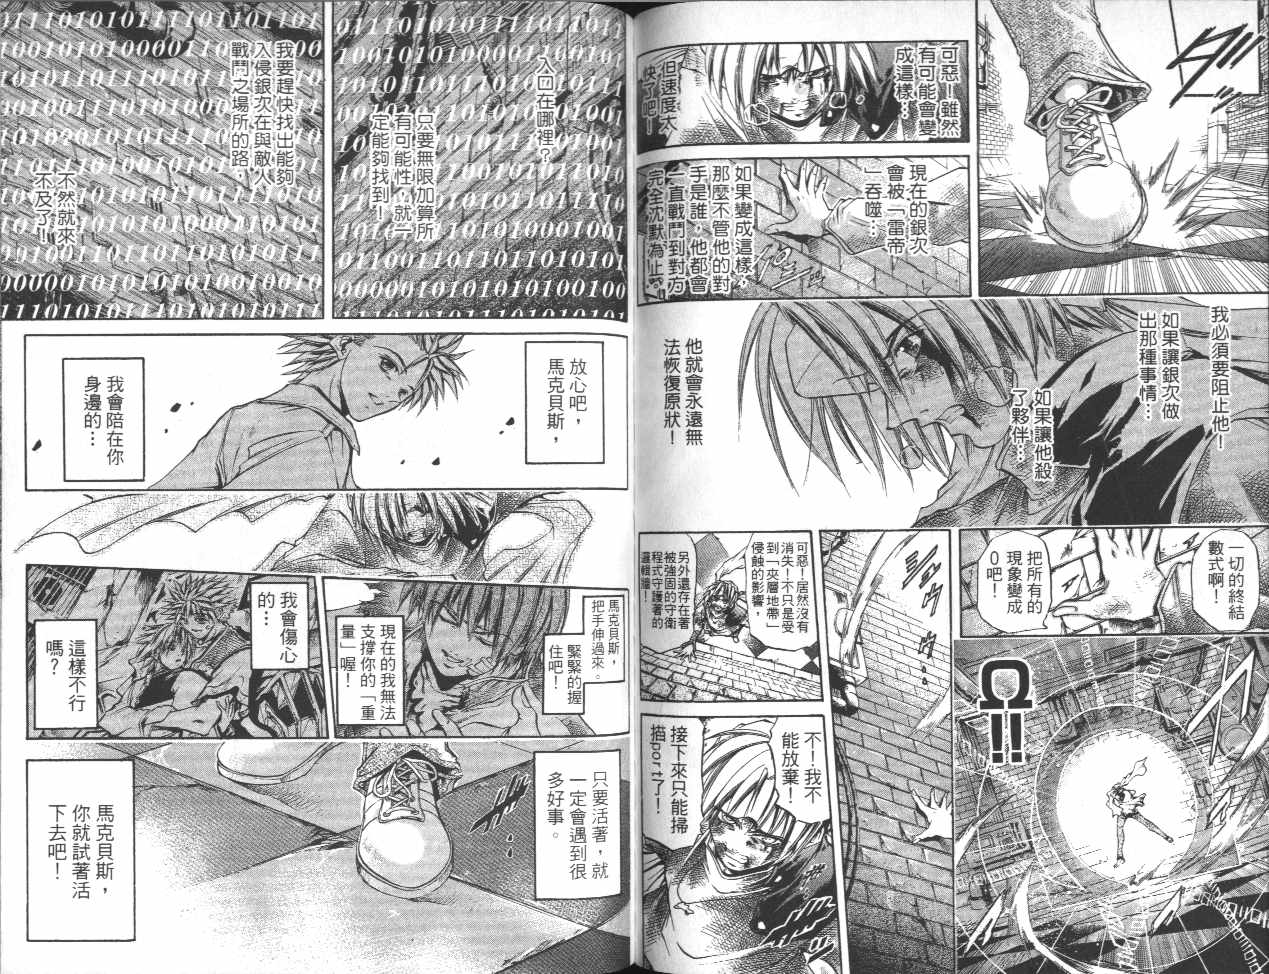 可惡！雖然
有可能會變
成這樣…
但速度太
快了吧！
現在的銀次
會被「雷帝
」吞噬…
如果變成這樣，
那麼不管他的對
手是誰，他都會
一直戰鬥到對方
完全沈默為止。
我必須要阻止他！
如果讓銀次做
出那種事情…
如果讓他殺
了夥伴…
他就會永遠無
法恢復原狀！
一切的終結
數式啊！
把所有的
現象變成
0吧！
0!!
可惡！居然沒有
消失！不只是受
到「夾層地帶」
侵蝕的影響，
另外還存在著
被強固的守衛
程式守護著的
邏輯牆！
不！我不
能放棄！
接下來只能掃
描port了！
入口在哪裡？
只要無限加算所
有可能性，就一
定能夠找到！
我要趕快找出能夠
入侵銀次在與敵人
戰鬥之場所的路，
不然就來
不及了！
放心吧，
馬克貝斯，
我會陪在你
身邊的…
馬克貝斯，
把手伸過來。
緊緊的握
住吧！
現在的我無法
支撐你的「重
量」喔！
我會傷心
的…
這樣不行
嗎？
只要活著，就
一定會遇到很
多好事。
馬克貝斯，
你就試著活
下去吧！